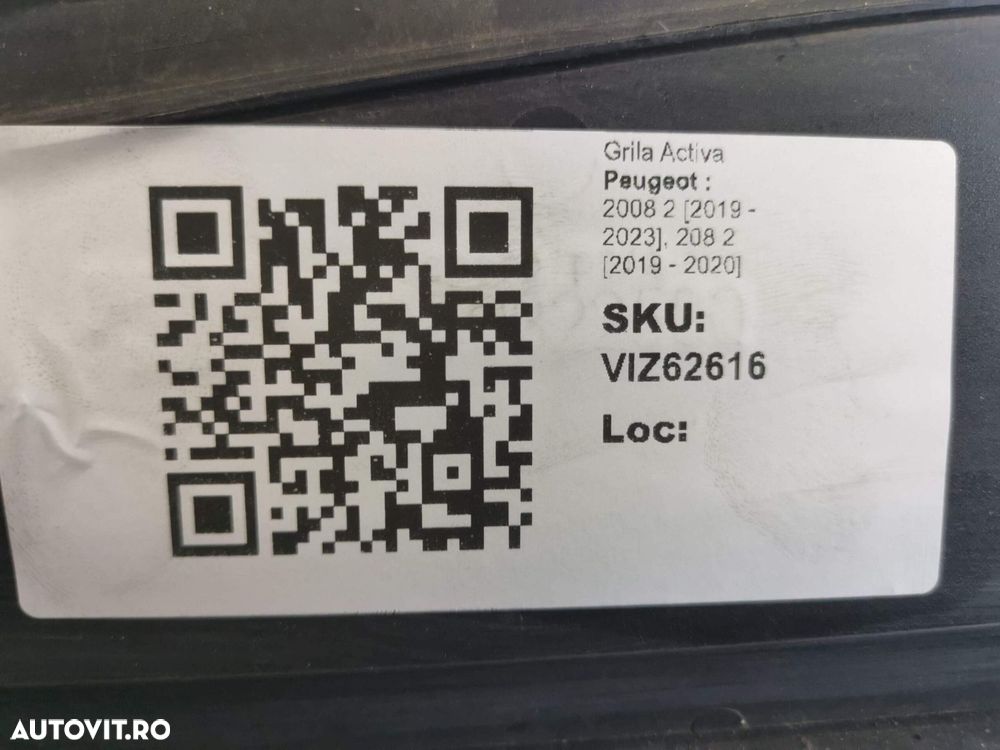 Grila Activa
Peugeot :
2008 2 [2019 -
2023], 208 2
[2019 - 2020]
SKU:
VIZ62616
Loc:
AUTOVIT.RO